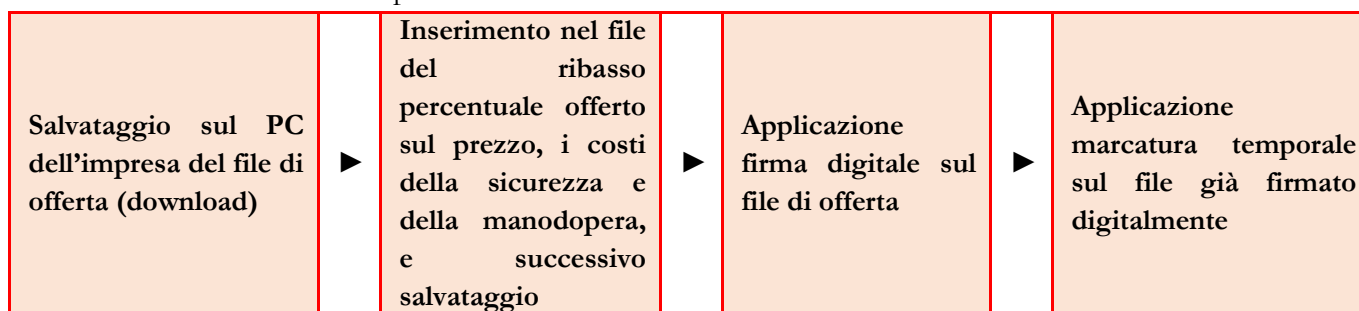 Salvataggio sul PC
dell’impresa del file di
offerta (download)
►
Inserimento nel file
del ribasso
percentuale offerto
sul prezzo, i costi
della sicurezza e
della manodopera,
e successivo
salvataggio
►
Applicazione
firma digitale sul
file di offerta
►
Applicazione
marcatura temporale
sul file già firmato
digitalmente